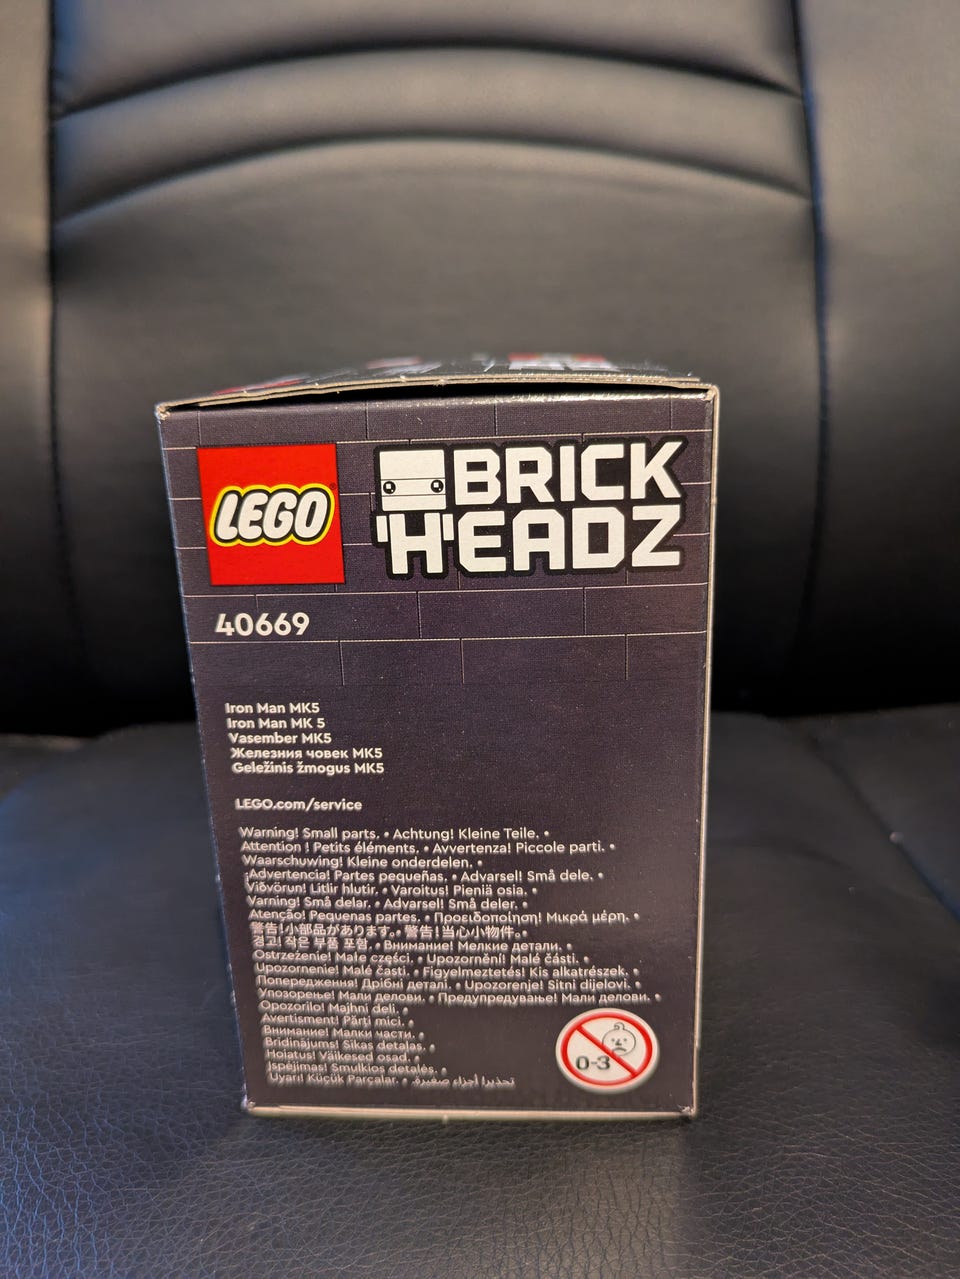 LEGO
BRICK
HEADZ
40669
Iron Man MK5
Iron Man MK 5
Vasember MK5
Железния човек MK5
Geležinis žmogus MK5
LEGO.com/service
Warning! Small parts. • Achtung! Kleine Teile. •
Attention ! Petits éléments. • Avvertenza! Piccole parti. •
Waarschuwing! Kleine onderdelen. •
¡Advertencia! Partes pequeñas. • Advarsel! Små dele. •
Viðvörun! Litlir hlutir. • Varoitus! Pieniä osia. •
Varning! Små delar. • Advarsel! Små deler. •
Atenção! Pequenas partes. • Προειδοποίηση! Μικρά μέρη. •
警告!小部品があります。• 警告!当心小物件。•
경고! 작은 부품 포함. • Внимание! Мелкие детали. •
Ostrzeżenie! Małe części. • Upozornění! Malé části. •
Upozornenie! Malé časti. • Figyelmeztetés! Kis alkatrészek. •
Попередження! Дрібні деталі. • Upozorenje! Sitni dijelovi. •
Упозорење! Мали делови. • Предупредување! Мали делови. •
Opozorilo! Majhni deli. •
Avertisment! Părți mici. •
Внимание! Малки части. •
Brīdinājums! Sīkas detaļas. •
Hoiatus! Väikesed osad. •
Įspėjimas! Smulkios detalės. •
Uyarı! Küçük Parçalar. • تحذير! أجزاء صغيرة. •
0-3